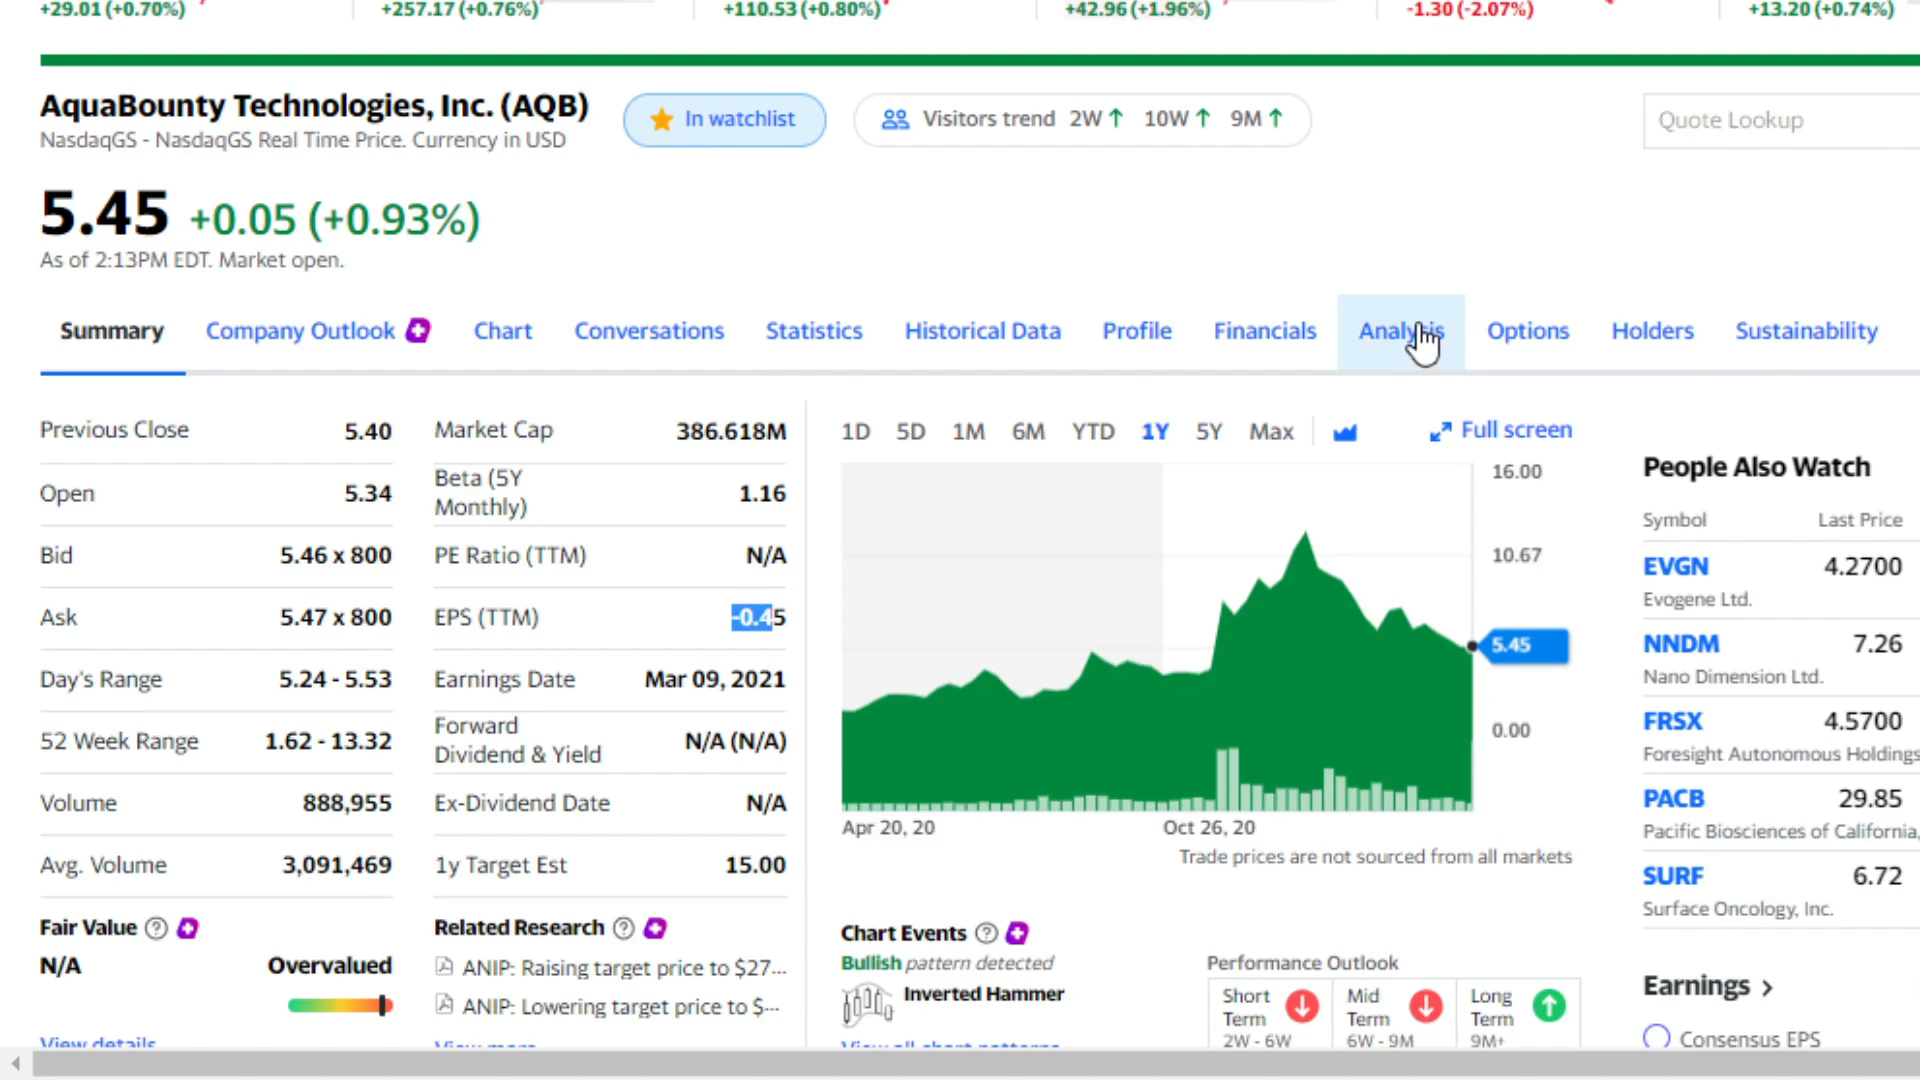 +29.01 (+0.70%) +257.17 (+0.76%) +110.53 (+0.80%) +42.96 (+1.96%) -1.30 (-2.07%) +13.20 (+0.74%)
AquaBounty Technologies, Inc. (AQB)
NasdaqGS - NasdaqGS Real Time Price. Currency in USD
In watchlist
Visitors trend 2W 10W 9M
Quote Lookup
5.45 +0.05 (+0.93%)
As of 2:13PM EDT. Market open.
Summary Company Outlook Chart Conversations Statistics Historical Data Profile Financials Analysis Options Holders Sustainability
Previous Close 5.40
Open 5.34
Bid 5.46 x 800
Ask 5.47 x 800
Day's Range 5.24 - 5.53
52 Week Range 1.62 - 13.32
Volume 888,955
Avg. Volume 3,091,469
Market Cap 386.618M
Beta (5Y
Monthly) 1.16
PE Ratio (TTM) N/A
EPS (TTM) -0.45
Earnings Date Mar 09, 2021
Forward
Dividend & Yield N/A (N/A)
Ex-Dividend Date N/A
1y Target Est 15.00
Fair Value
N/A Overvalued
View details
Related Research
ANIP: Raising target price to $27...
ANIP: Lowering target price to $...
View more
1D 5D 1M 6M YTD 1Y 5Y Max
Full screen
16.00
10.67
5.45
0.00
Apr 20, 20 Oct 26, 20
Trade prices are not sourced from all markets
Chart Events
Bullish pattern detected
Inverted Hammer
View all chart patterns
Performance Outlook
Short
Term
2W - 6W
Mid
Term
6W - 9M
Long
Term
9M+
People Also Watch
Symbol Last Price
EVGN 4.2700
Evogene Ltd.
NNDM 7.26
Nano Dimension Ltd.
FRSX 4.5700
Foresight Autonomous Holdings
PACB 29.85
Pacific Biosciences of California,
SURF 6.72
Surface Oncology, Inc.
Earnings
Consensus EPS